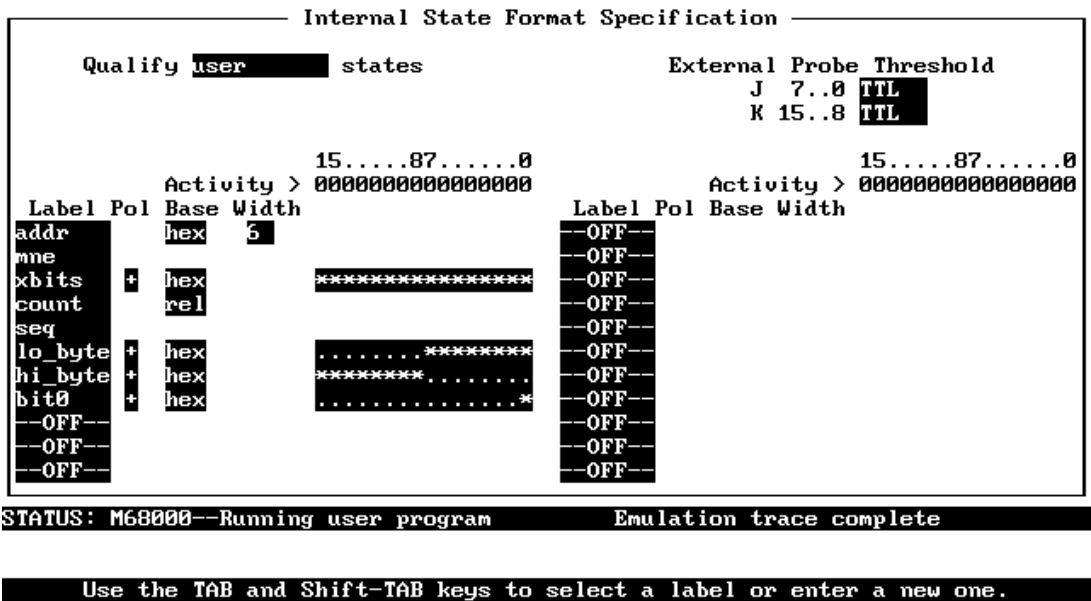 Internal State Format Specification
Qualify user states External Probe Threshold
J 7..0 TTL
K 15..8 TTL
15.....87......0 15.....87......0
Activity > 0000000000000000 Activity > 0000000000000000
Label Pol Base Width Label Pol Base Width
addr hex 6 --OFF--
mne --OFF--
xbits + hex **************** --OFF--
count rel --OFF--
seq --OFF--
lo_byte + hex ........******** --OFF--
hi_byte + hex ********........ --OFF--
bit0 + hex ...............* --OFF--
--OFF-- --OFF--
--OFF-- --OFF--
--OFF-- --OFF--
STATUS: M68000--Running user program Emulation trace complete
Use the TAB and Shift-TAB keys to select a label or enter a new one.